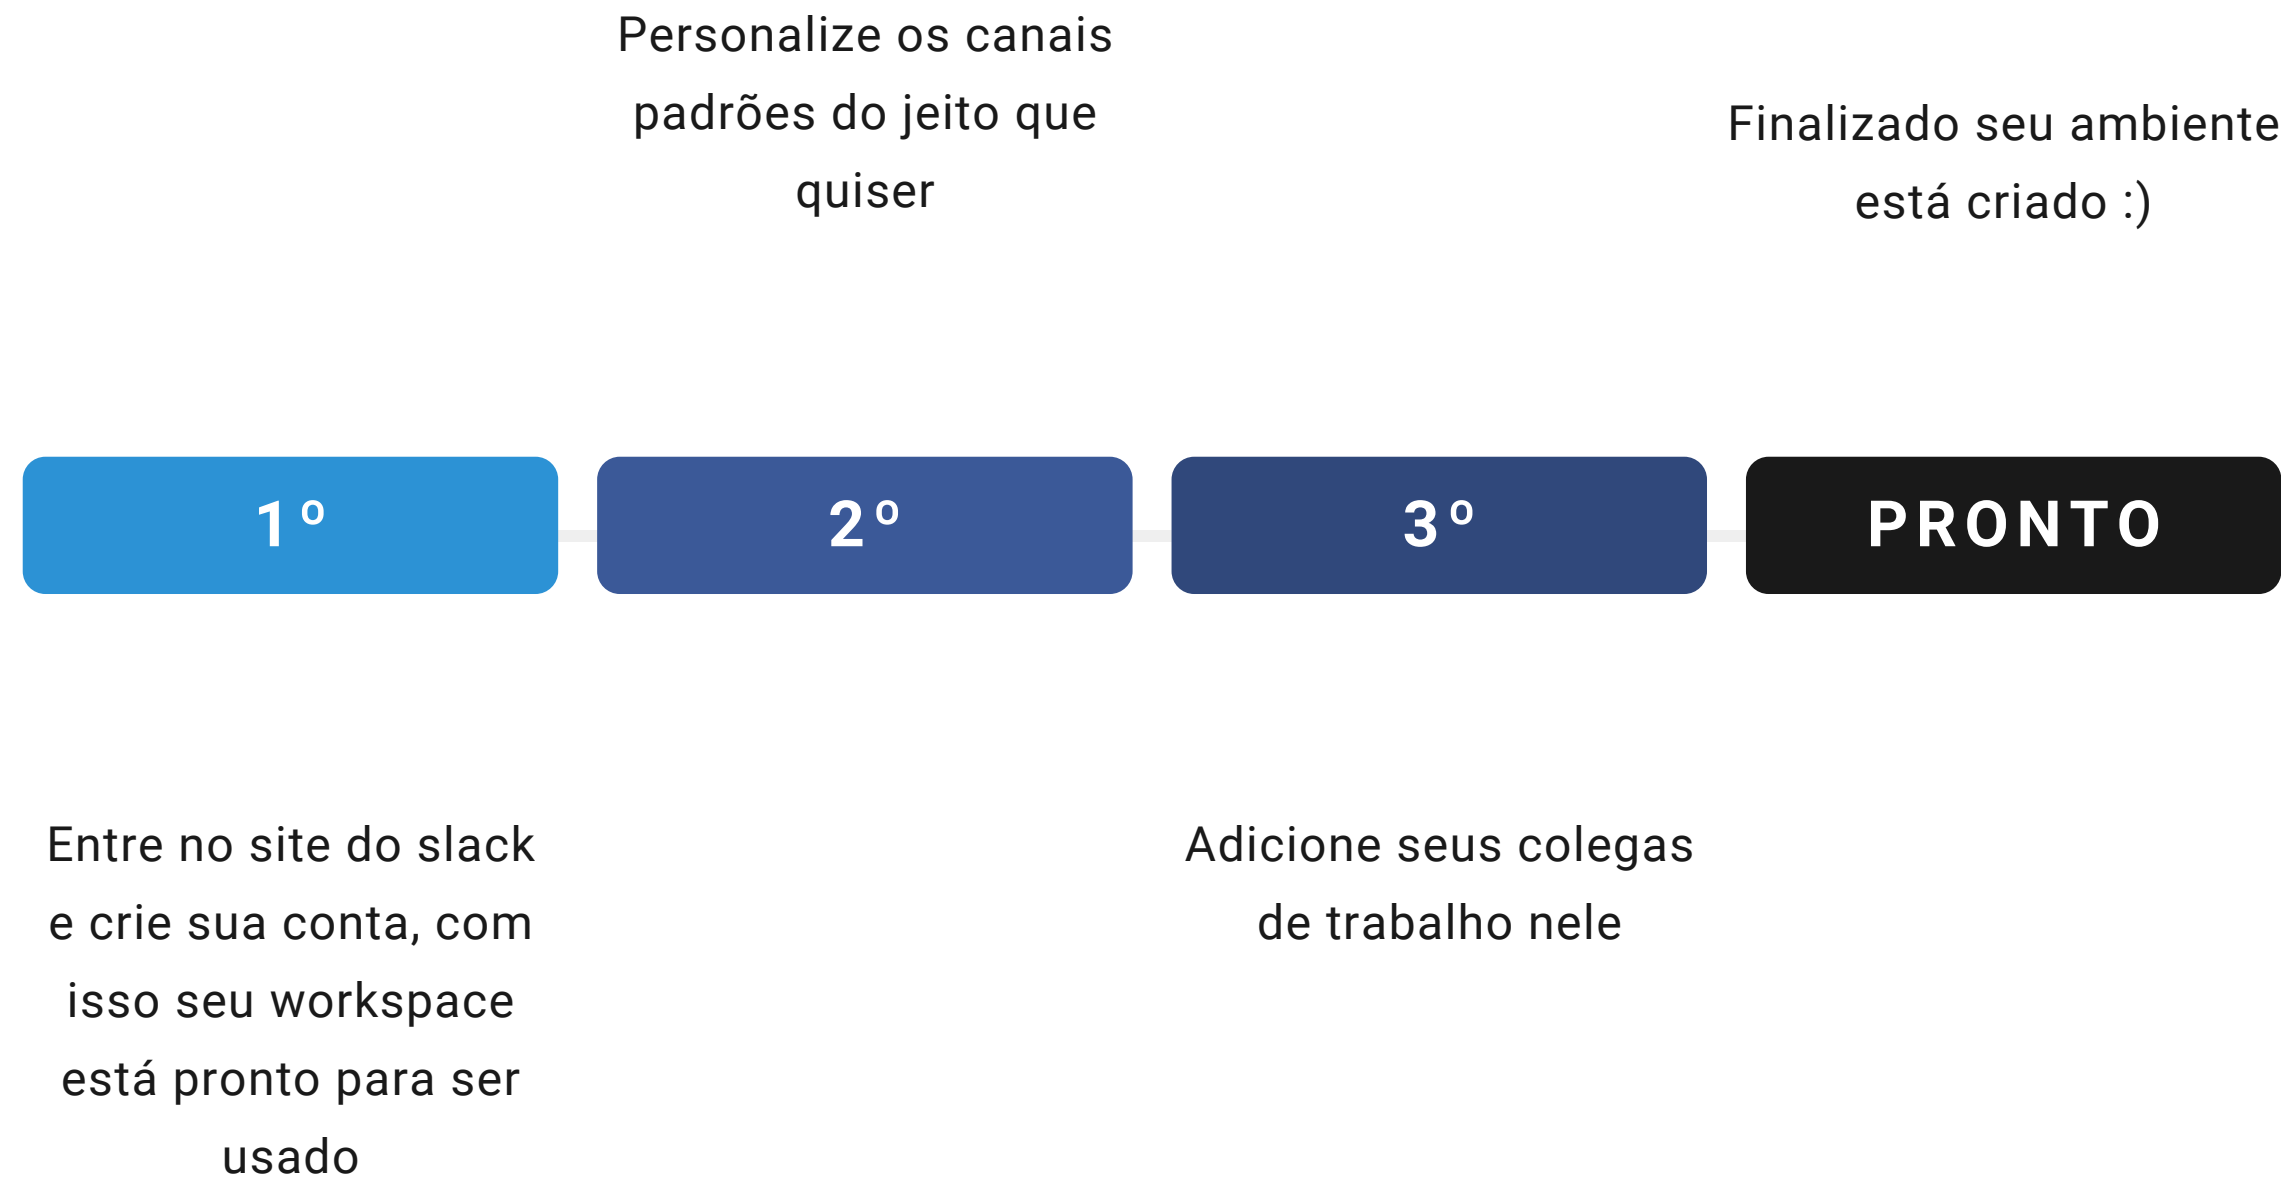 Personalize os canais
padrões do jeito que
quiser
Finalizado seu ambiente
está criado :)
1º
2º
3º
PRONTO
Entre no site do slack
e crie sua conta, com
isso seu workspace
está pronto para ser
usado
Adicione seus colegas
de trabalho nele